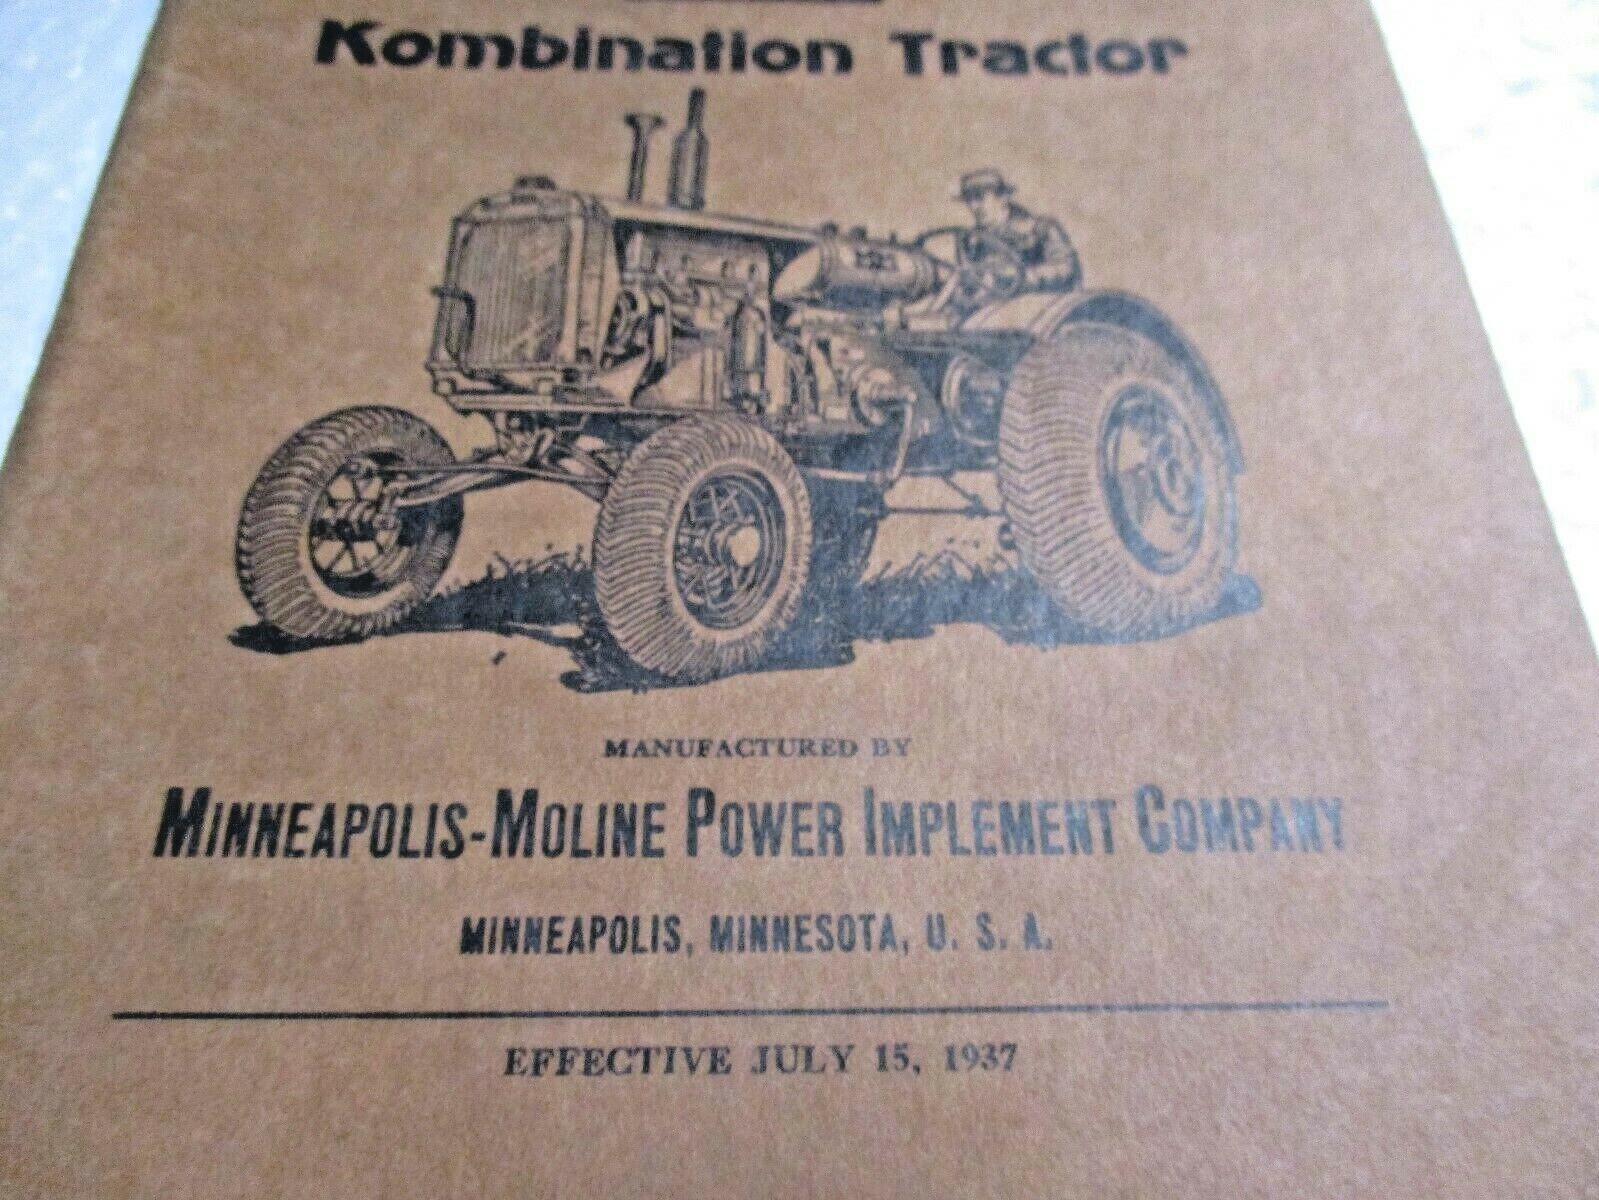 Kombination Tractor
MANUFACTURED BY
MINNEAPOLIS-MOLINE POWER IMPLEMENT COMPANY
MINNEAPOLIS, MINNESOTA, U. S. A.
EFFECTIVE JULY 15, 1937